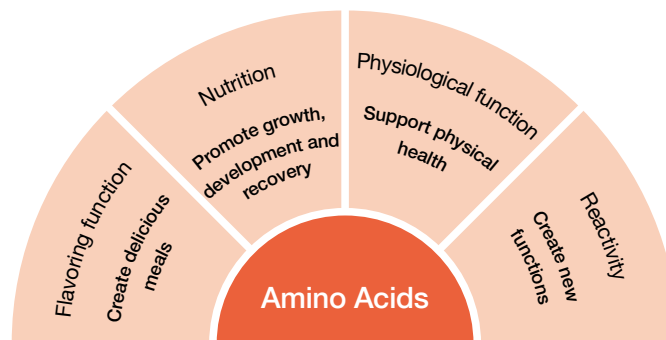 Flavoring function
Create delicious
meals
Nutrition
Promote growth,
development and
recovery
Physiological function
Support physical
health
Reactivity
Create new
functions
Amino Acids